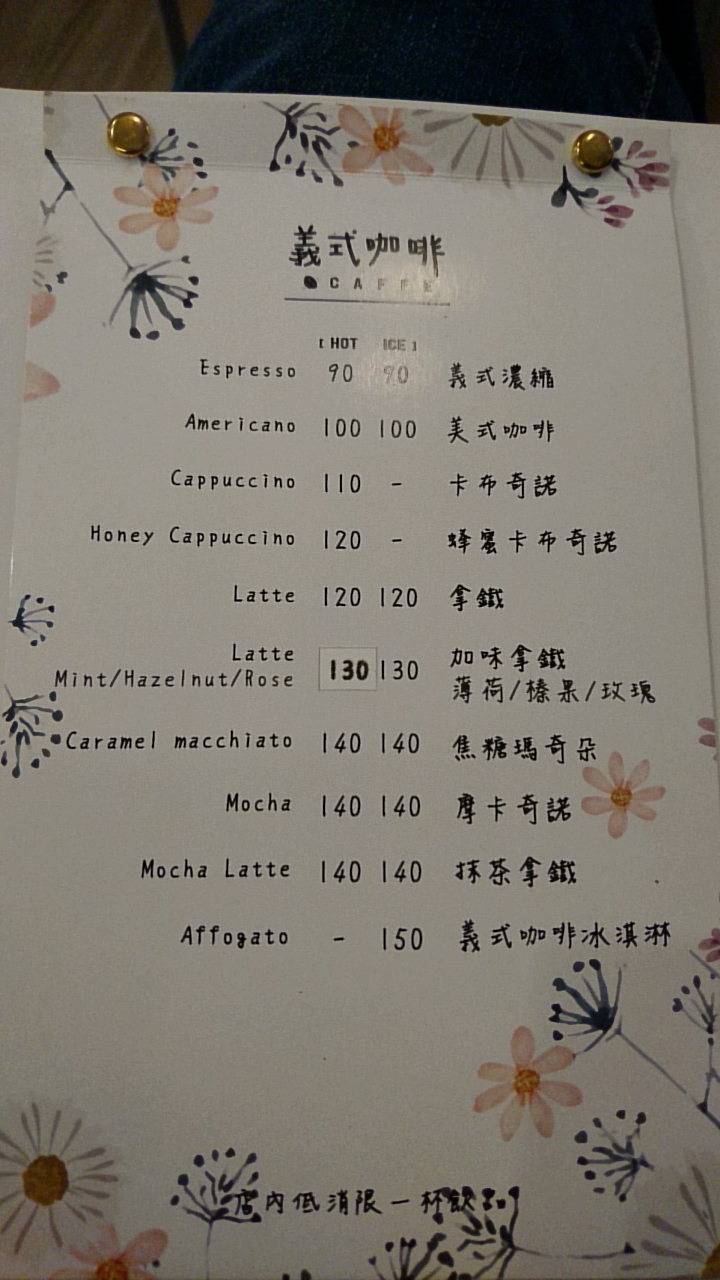 義式咖啡
CAFFE
[ HOT ICE ]
Espresso 90 90 義式濃縮
Americano 100 100 美式咖啡
Cappuccino 110 - 卡布奇諾
Honey Cappuccino 120 - 蜂蜜卡布奇諾
Latte 120 120 拿鐵
Latte 加味拿鐵
Mint/Hazelnut/Rose 130 130 薄荷/榛果/玫瑰
Caramel macchiato 140 140 焦糖瑪奇朵
Mocha 140 140 摩卡奇諾
Mocha Latte 140 140 抹茶拿鐵
Affogato - 150 義式咖啡冰淇淋
店內低消限一杯飲品